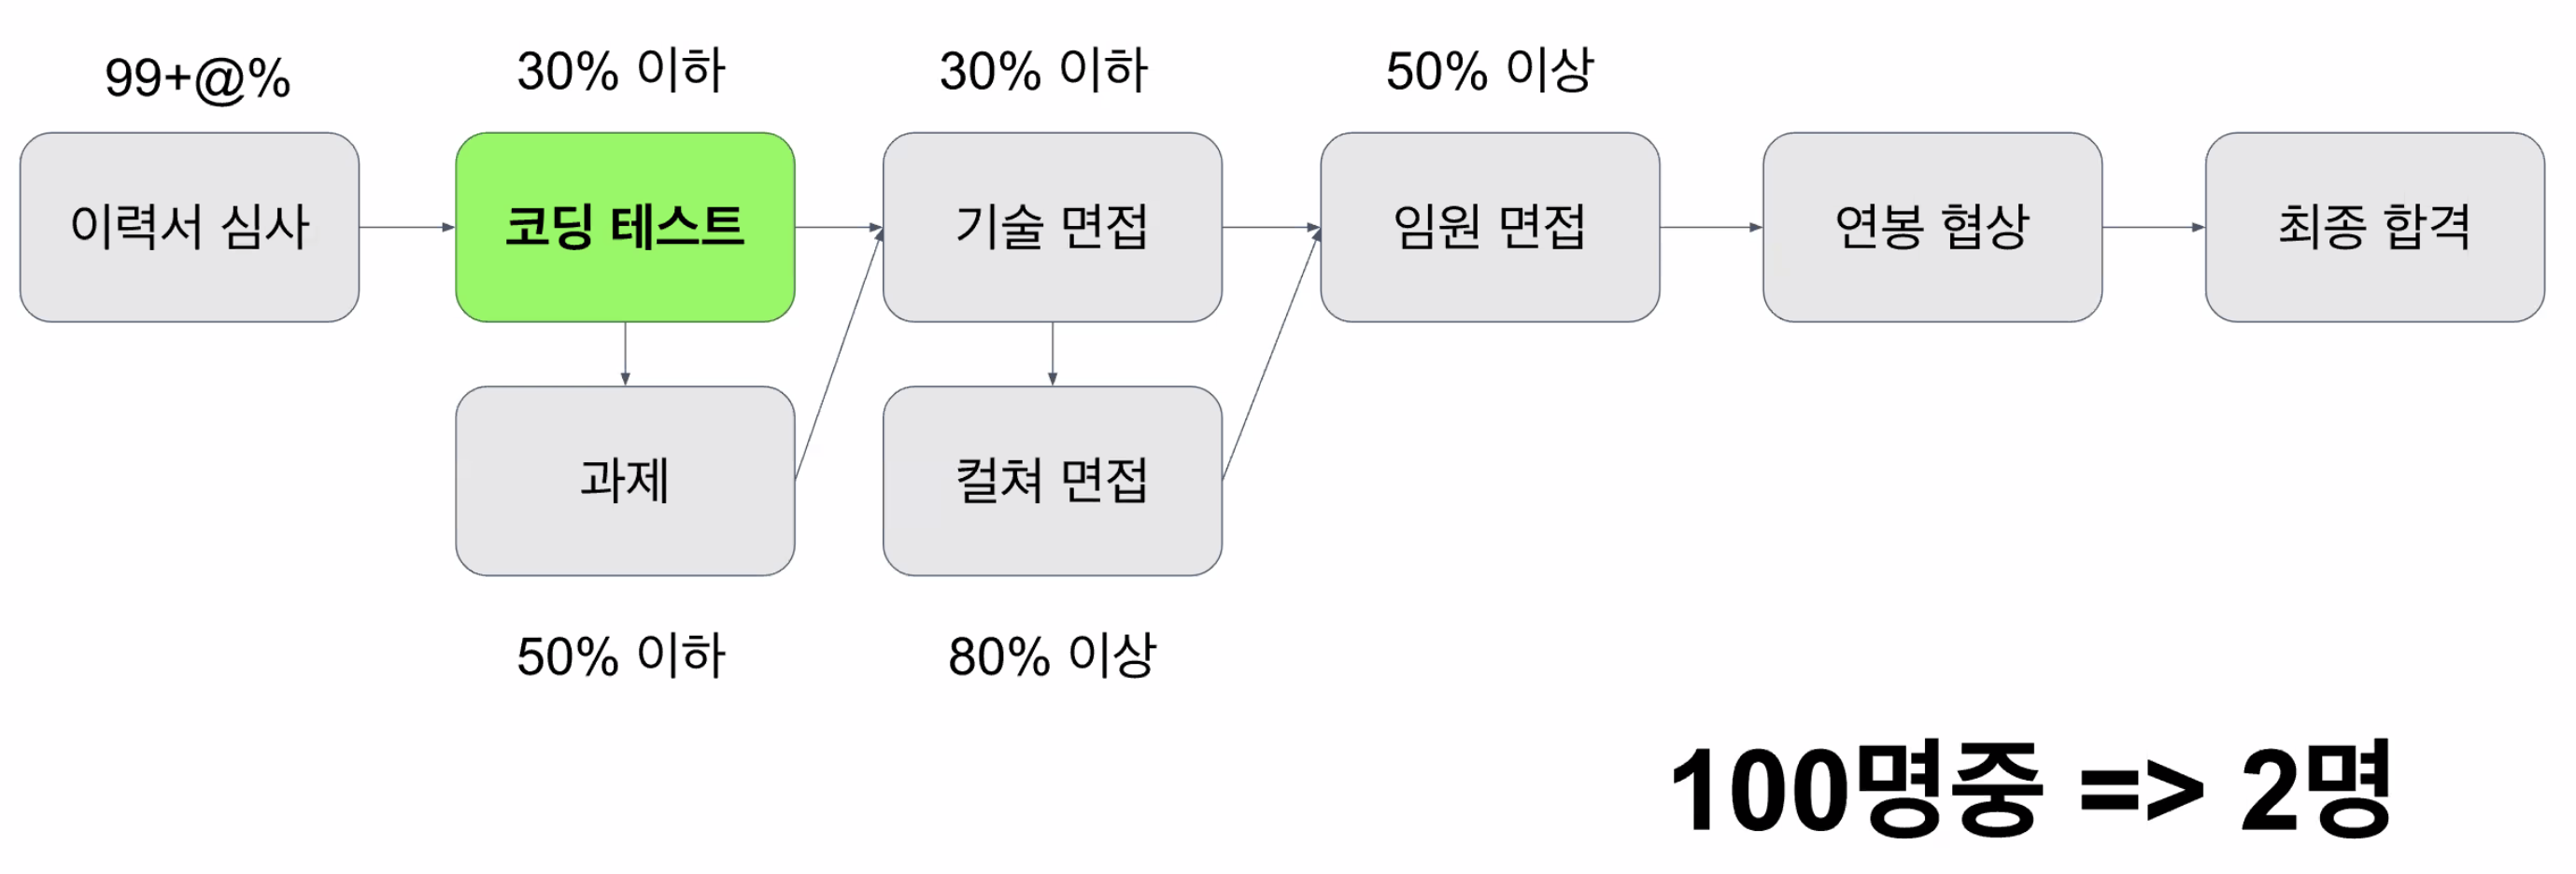 99+@%
30% 이하
30% 이하
50% 이상
이력서 심사
코딩 테스트
기술 면접
임원 면접
연봉 협상
최종 합격
과제
컬쳐 면접
50% 이하
80% 이상
100명중 => 2명